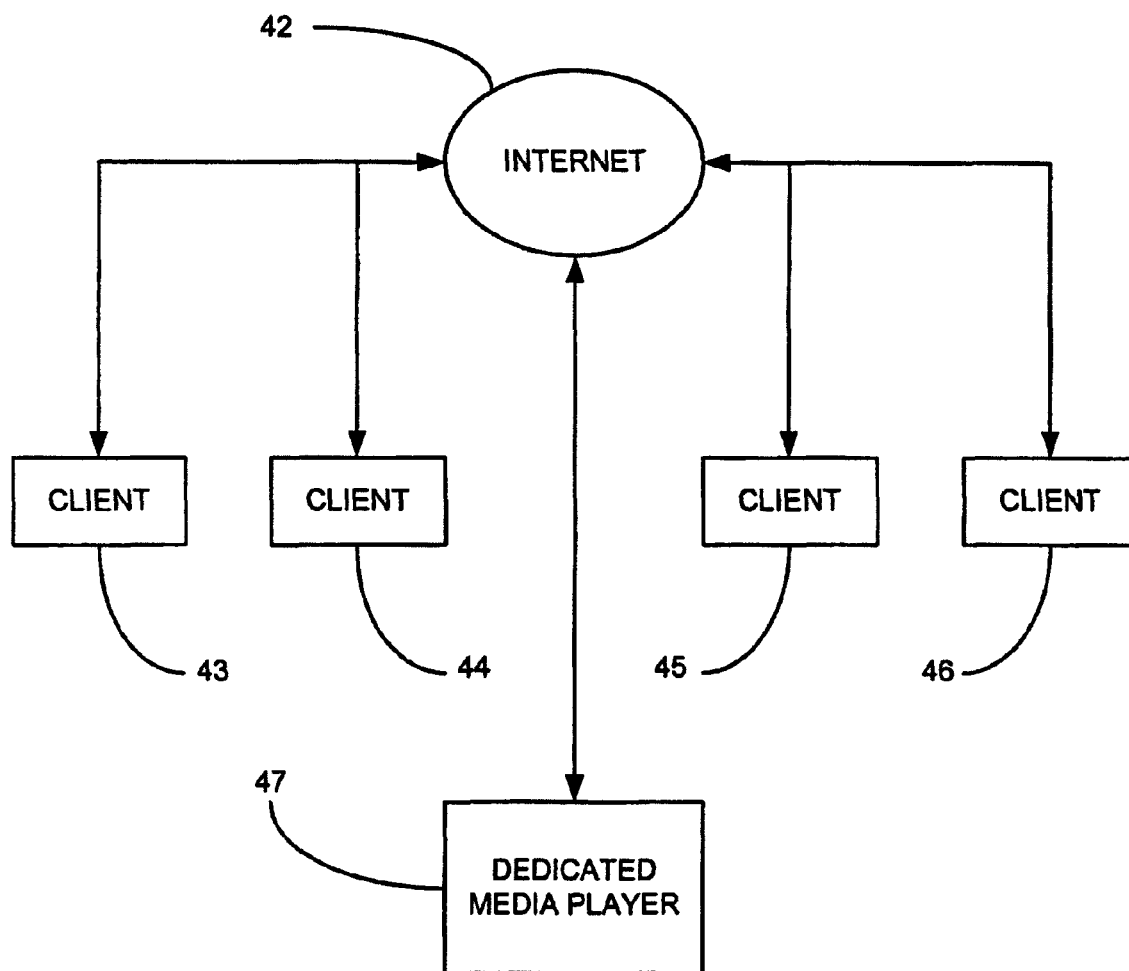 42
INTERNET
CLIENT
CLIENT
CLIENT
CLIENT
43
44
45
46
47
DEDICATED
MEDIA PLAYER